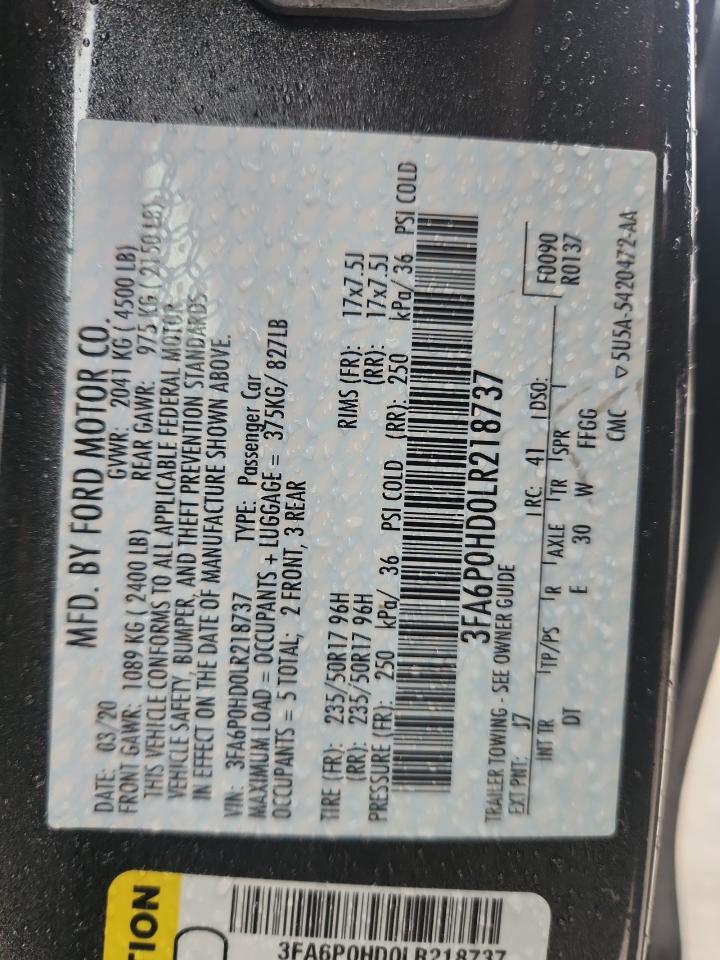 MFD. BY FORD MOTOR CO.
DATE: 03/20 GVWR: 2041 KG ( 4500 LB)
FRONT GAWR: 1089 KG ( 2400 LB) REAR GAWR: 975 KG ( 2150 LB)
THIS VEHICLE CONFORMS TO ALL APPLICABLE FEDERAL MOTOR
VEHICLE SAFETY, BUMPER, AND THEFT PREVENTION STANDARDS
IN EFFECT ON THE DATE OF MANUFACTURE SHOWN ABOVE.
VIN: 3FA6P0HD0LR218737 TYPE: Passenger Car
MAXIMUM LOAD = OCCUPANTS + LUGGAGE = 375KG/ 827LB
OCCUPANTS = 5 TOTAL; 2 FRONT, 3 REAR
TIRE (FR): 235/50R17 96H RIMS (FR): 17x7.5J
(RR): 235/50R17 96H (RR): 17x7.5J
PRESSURE (FR): 250 kPa/ 36 PSI COLD (RR): 250 kPa/ 36 PSI COLD
3FA6P0HD0LR218737
TRAILER TOWING - SEE OWNER GUIDE
EXT PNT: J7 RC: 41 DSO: F0090
R0137
INT TR TP/PS R AXLE TR SPR
DT E 30 W FFGG
CMC ▽5U5A-5420472-AA
TION
3FA6P0HD0LR218737